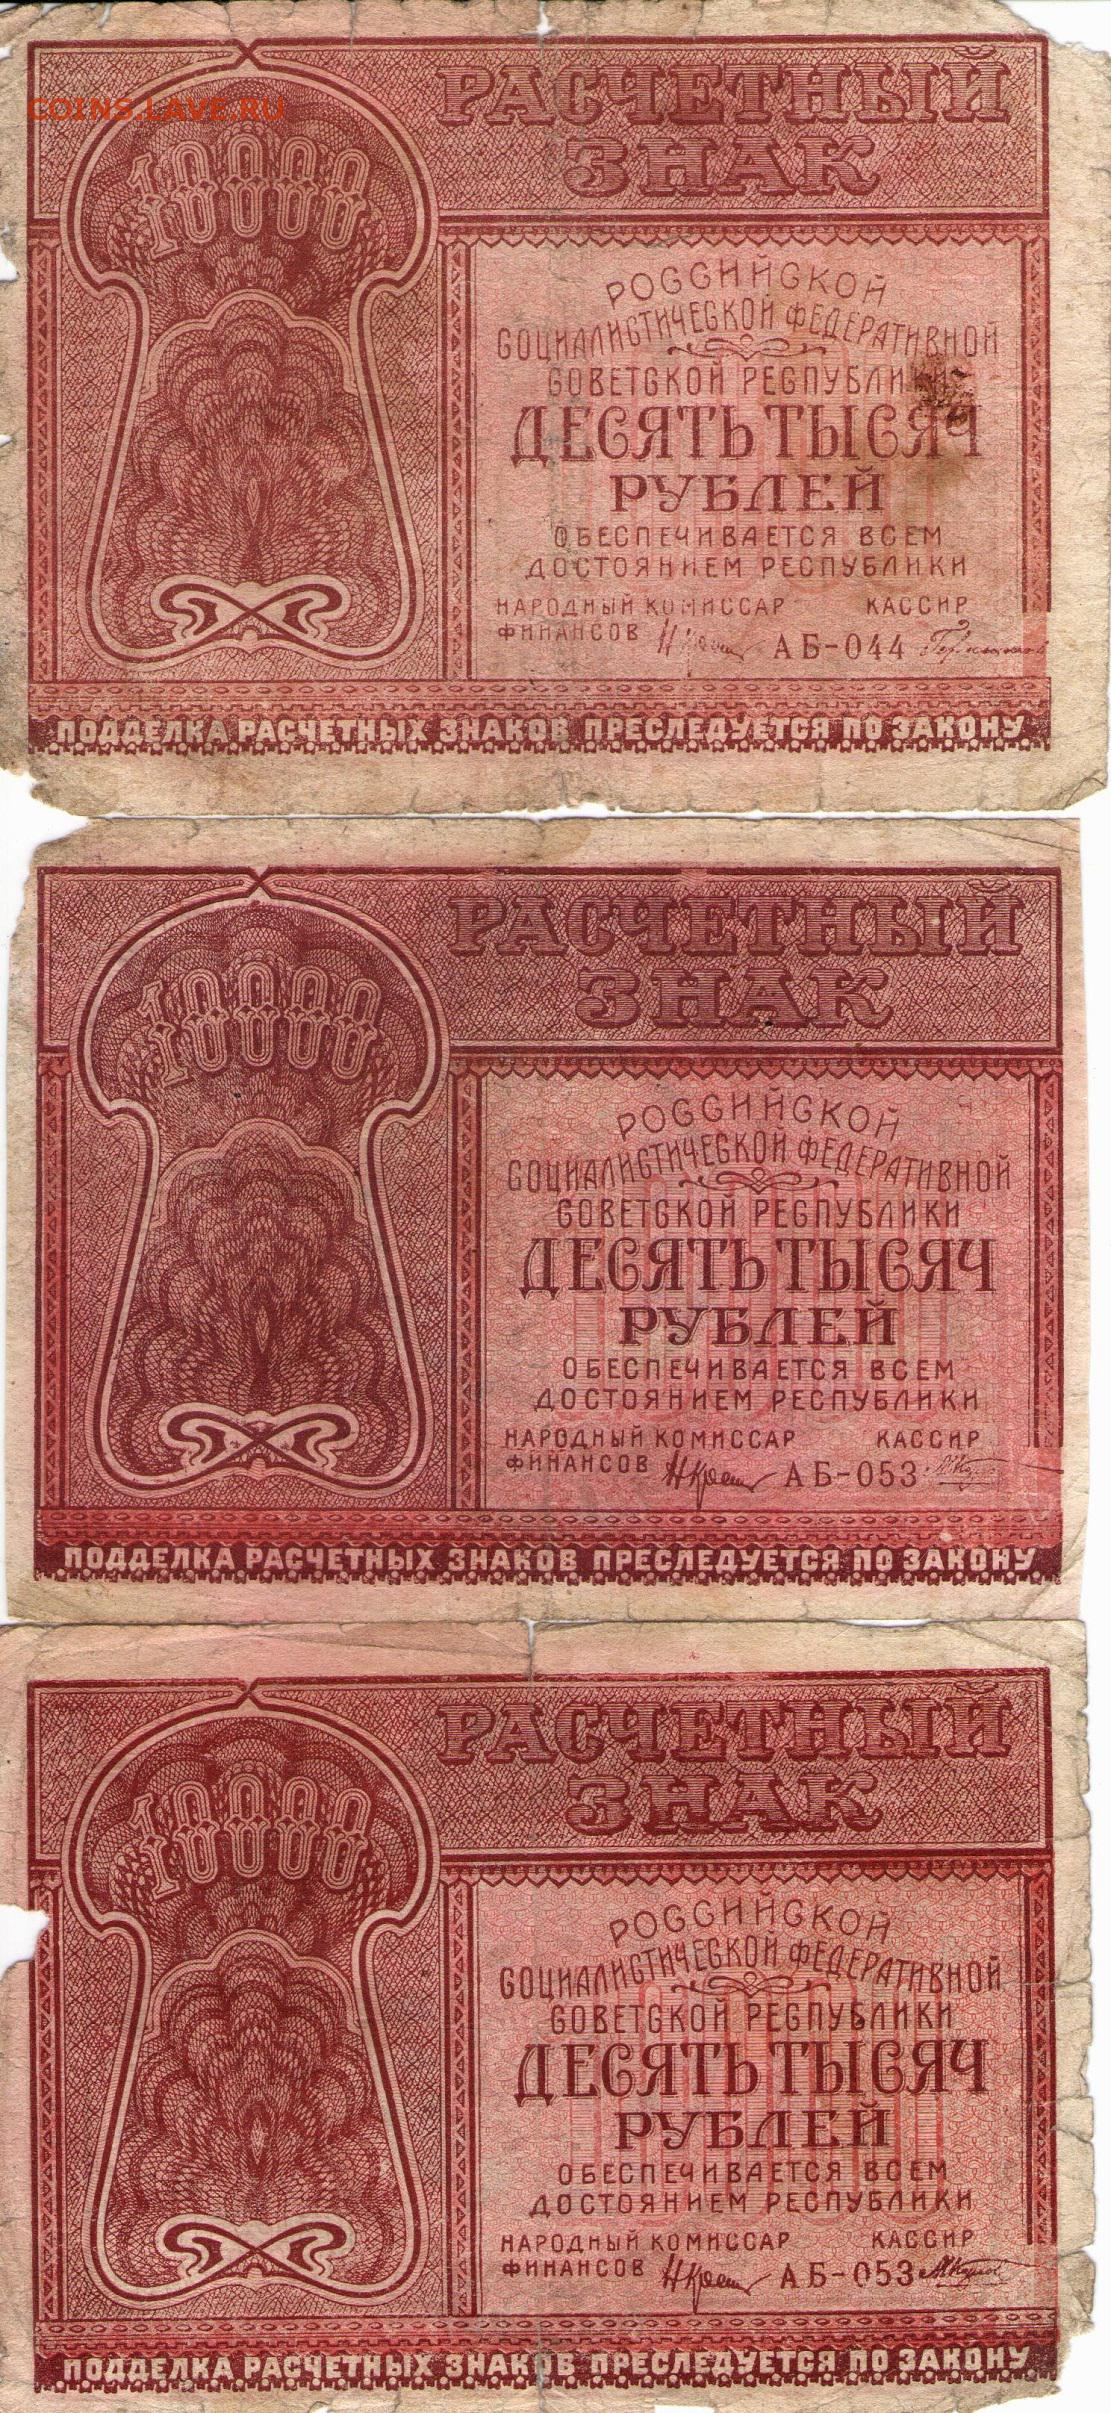 COINS.LAVE.RU
РАСЧЕТНЫЙ
ЗНАК
10000
10000
РОССИЙСКОЙ
СОЦИАЛИСТИЧЕСКОЙ ФЕДЕРАТИВНОЙ
СОВЕТСКОЙ РЕСПУБЛИ
ДЕСЯТЬ ТЫСЯЧ
РУБЛЕЙ
ОБЕСПЕЧИВАЕТСЯ ВСЕМ
ДОСТОЯНИЕМ РЕСПУБЛИКИ
НАРОДНЫЙ КОМИССАР КАССИР
ФИНАНСОВ АБ-044
ПОДДЕЛКА РАСЧЕТНЫХ ЗНАКОВ ПРЕСЛЕДУЕТСЯ ПО ЗАКОНУ
РАСЧЕТНЫЙ
ЗНАК
10000
10000
РОССИЙСКОЙ
СОЦИАЛИСТИЧЕСКОЙ ФЕДЕРАТИВНОЙ
СОВЕТСКОЙ РЕСПУБЛИКИ
ДЕСЯТЬ ТЫСЯЧ
РУБЛЕЙ
ОБЕСПЕЧИВАЕТСЯ ВСЕМ
ДОСТОЯНИЕМ РЕСПУБЛИКИ
НАРОДНЫЙ КОМИССАР КАССИР
ФИНАНСОВ АБ-053
ПОДДЕЛКА РАСЧЕТНЫХ ЗНАКОВ ПРЕСЛЕДУЕТСЯ ПО ЗАКОНУ
РАСЧЕТНЫЙ
ЗНАК
10000
10000
РОССИЙСКОЙ
СОЦИАЛИСТИЧЕСКОЙ ФЕДЕРАТИВНОЙ
СОВЕТСКОЙ РЕСПУБЛИКИ
ДЕСЯТЬ ТЫСЯЧ
РУБЛЕЙ
ОБЕСПЕЧИВАЕТСЯ ВСЕМ
ДОСТОЯНИЕМ РЕСПУБЛИКИ
НАРОДНЫЙ КОМИССАР КАССИР
ФИНАНСОВ АБ-053
ПОДДЕЛКА РАСЧЕТНЫХ ЗНАКОВ ПРЕСЛЕДУЕТСЯ ПО ЗАКОНУ